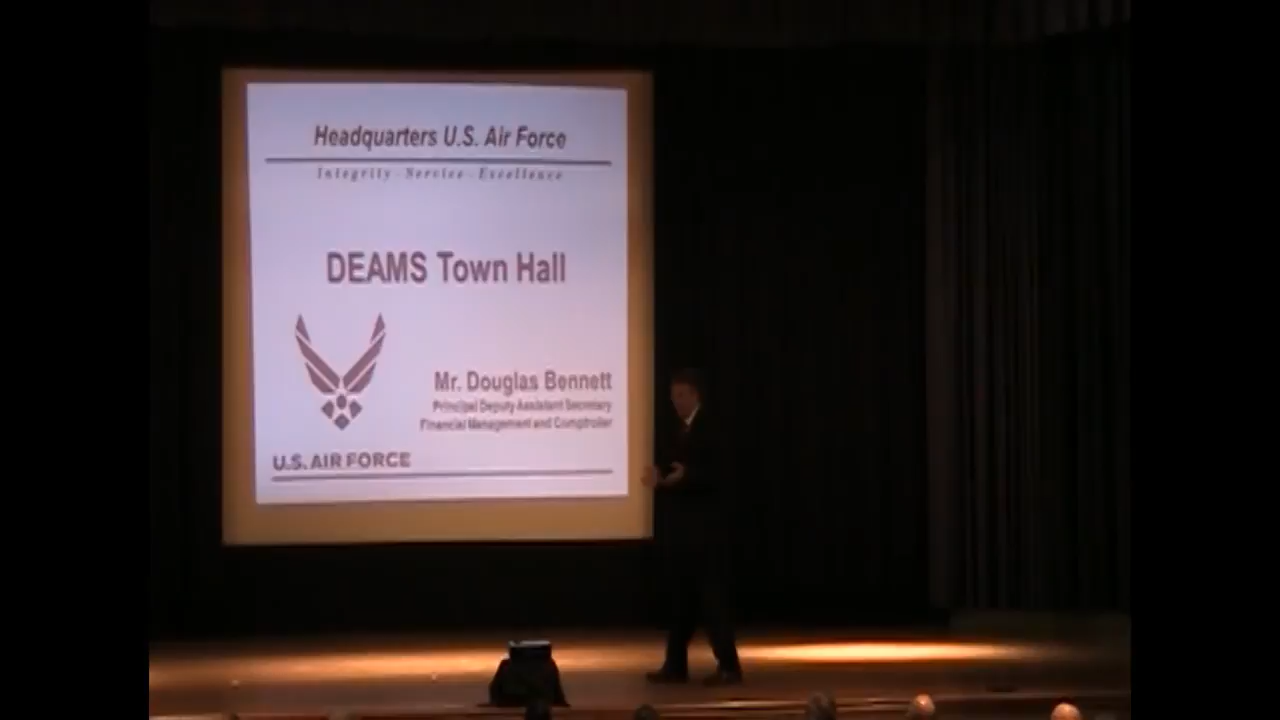 Headquarters U.S. Air Force
Integrity - Service - Excellence
DEAMS Town Hall
Mr. Douglas Bennett
Principal Deputy Assistant Secretary
Financial Management and Comptroller
U.S. AIR FORCE